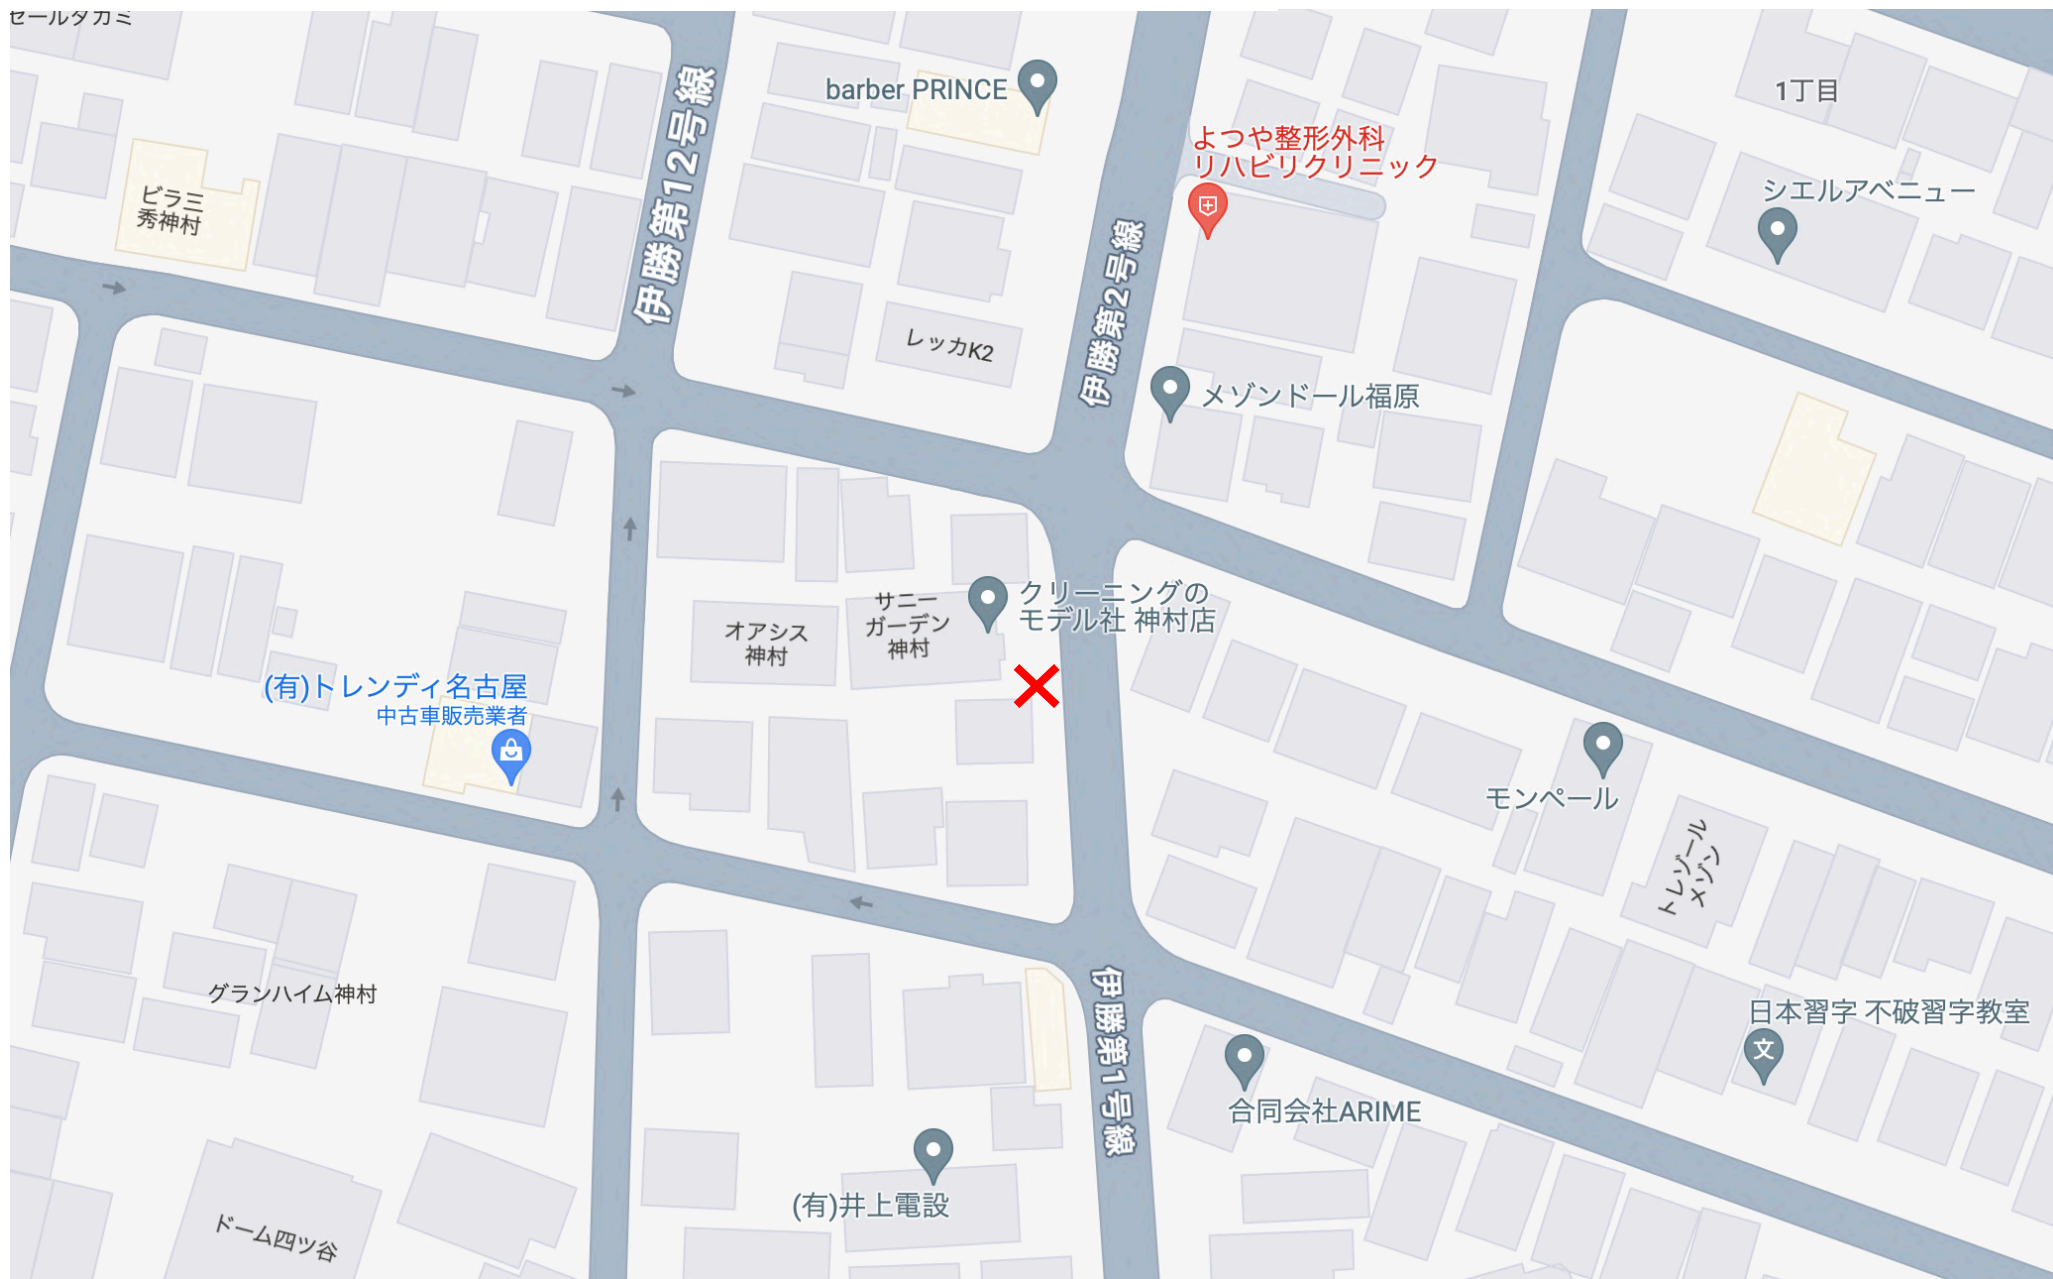 セールタカミ
伊勝第12号線
barber PRINCE
よつや整形外科
リハビリクリニック
1丁目
シエルアベニュー
ビラ三
秀神村
伊勝第2号線
レッカK2
メゾンドール福原
クリーニングの
モデル社 神村店
サニー
ガーデン
神村
オアシス
神村
(有)トレンディ名古屋
中古車販売業者
モンペール
トレゾール
メゾン
グランハイム神村
伊勝第1号線
日本習字 不破習字教室
文
合同会社ARIME
(有)井上電設
ドーム四ツ谷